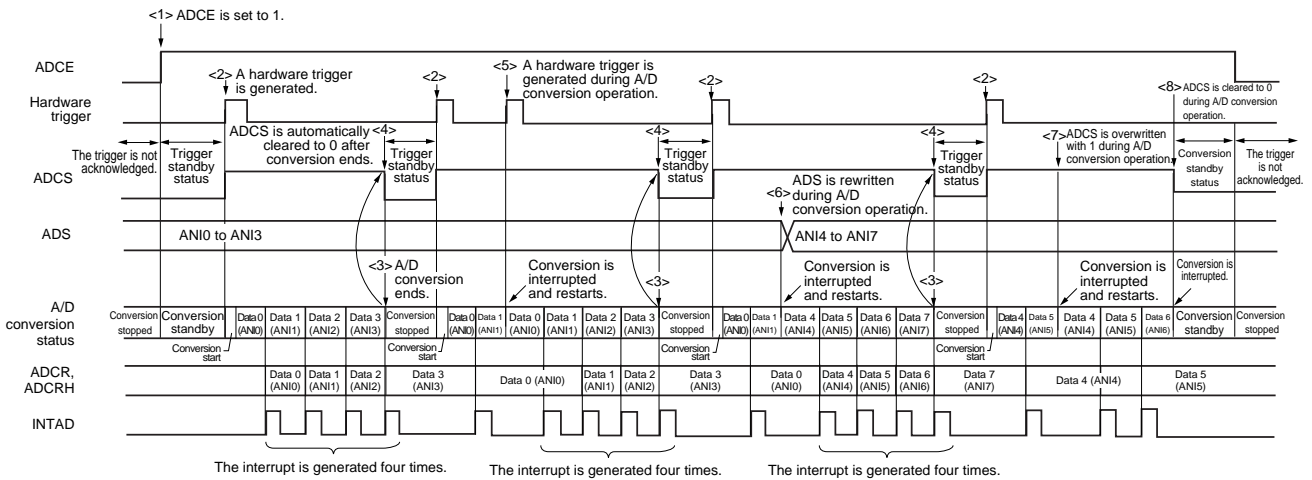 <1> ADCE is set to 1.
ADCE
<2> A hardware trigger
is generated.
<2>
<5> A hardware trigger is
generated during A/D
conversion operation.
<2>
<2>
<8> ADCS is cleared to 0
during A/D conversion
operation.
Hardware
trigger
The trigger is not
acknowledged.
Trigger
standby
status
ADCS is automatically
cleared to 0 after
conversion ends.
<4>
Trigger
standby
status
<4>
Trigger
standby
status
<4>
Trigger
standby
status
<7> ADCS is overwritten
with 1 during A/D
conversion operation.
Conversion
standby
status
The trigger
is not
acknowledged.
ADCS
<6> ADS is rewritten
during A/D
conversion operation.
ADS
ANI0 to ANI3
ANI4 to ANI7
<3> A/D
conversion
ends.
Conversion is
interrupted
and restarts.
<3>
Conversion is
interrupted
and restarts.
<3>
Conversion is
interrupted
and restarts.
Conversion is
interrupted.
A/D
conversion
status
Conversion
stopped
Conversion
standby
Data 0
(ANI0)
Data 1
(ANI1)
Data 2
(ANI2)
Data 3
(ANI3)
Conversion
stopped
Data 0
(ANI0)
Data 1
(ANI1)
Data 0
(ANI0)
Data 1
(ANI1)
Data 2
(ANI2)
Data 3
(ANI3)
Conversion
stopped
Data 0
(ANI0)
Data 1
(ANI1)
Data 4
(ANI4)
Data 5
(ANI5)
Data 6
(ANI6)
Data 7
(ANI7)
Conversion
stopped
Data 4
(ANI4)
Data 5
(ANI5)
Data 4
(ANI4)
Data 5
(ANI5)
Data 6
(ANI6)
Conversion
standby
Conversion
stopped
Conversion
start
Conversion
start
Conversion
start
Conversion
start
ADCR,
ADCRH
Data 0
(ANI0)
Data 1
(ANI1)
Data 2
(ANI2)
Data 3
(ANI3)
Data 0 (ANI0)
Data 1
(ANI1)
Data 2
(ANI2)
Data 3
(ANI3)
Data 0
(ANI0)
Data 4
(ANI4)
Data 5
(ANI5)
Data 6
(ANI6)
Data 7
(ANI7)
Data 4 (ANI4)
Data 5
(ANI5)
INTAD
The interrupt is generated four times.
The interrupt is generated four times.
The interrupt is generated four times.